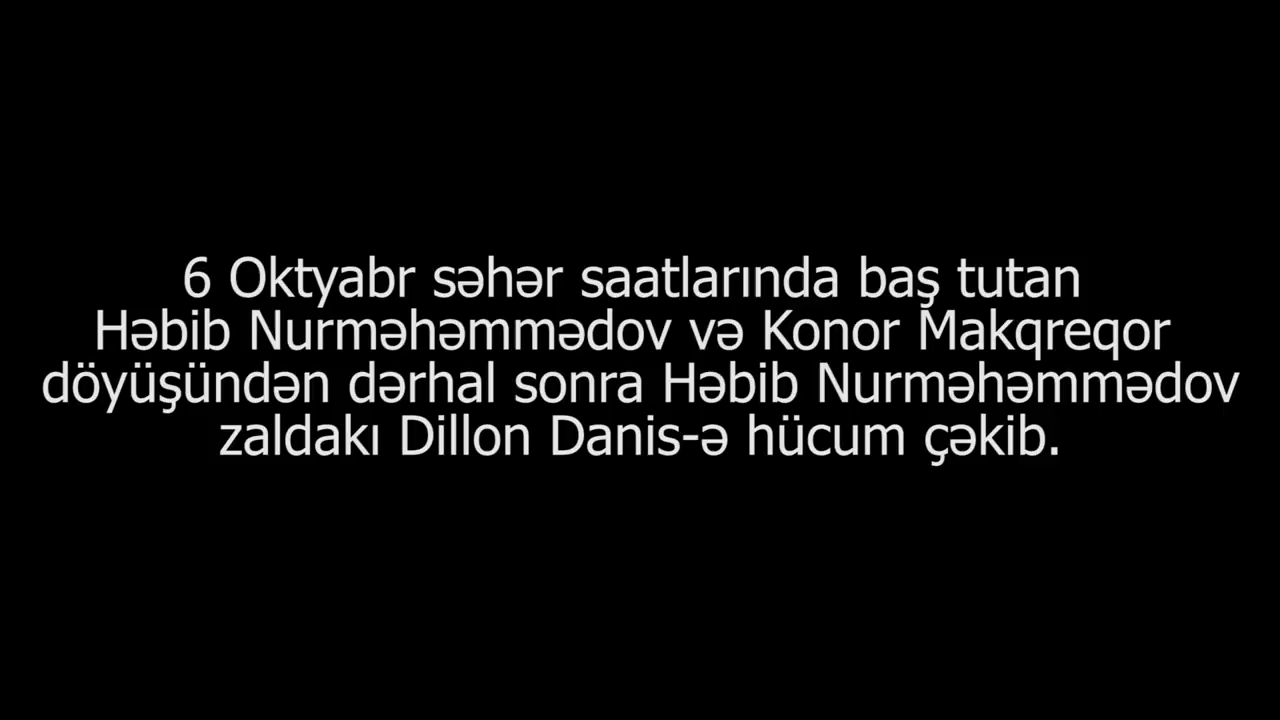 6 Oktyabr səhər saatlarında baş tutan
Həbib Nurməhəmmədov və Konor Makqreqor
döyüşündən dərhal sonra Həbib Nurməhəmmədov
zaldakı Dillon Danis-ə hücum çəkib.